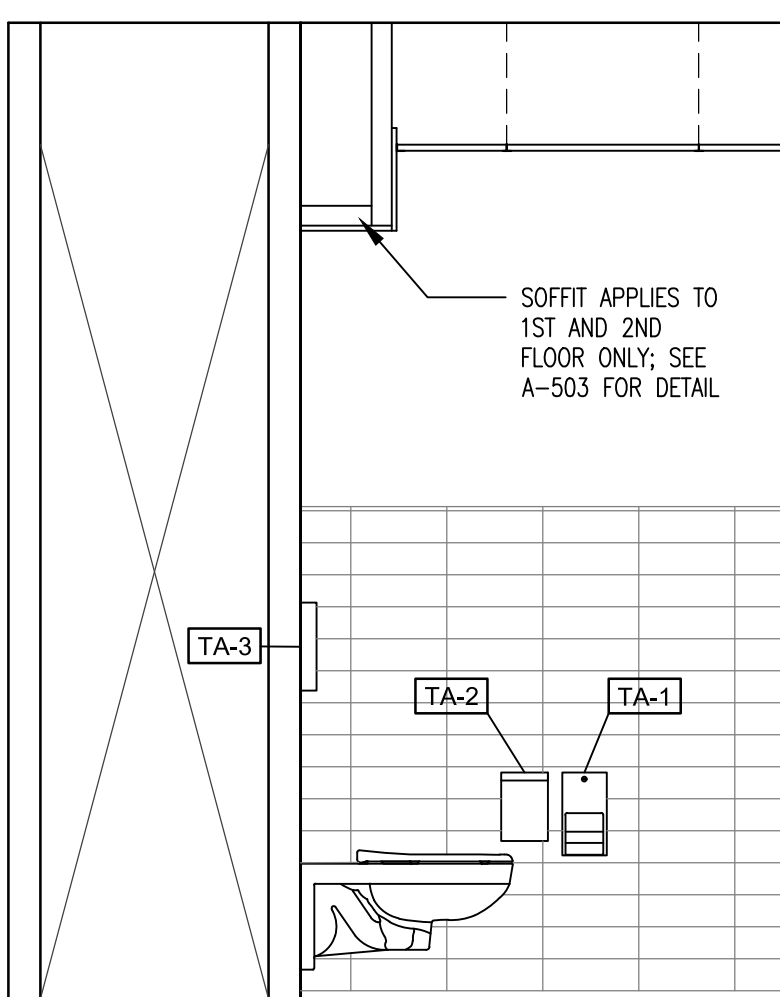 SOFFIT APPLIES TO
1ST AND 2ND
FLOOR ONLY; SEE
A-503 FOR DETAIL
TA-3
TA-2
TA-1